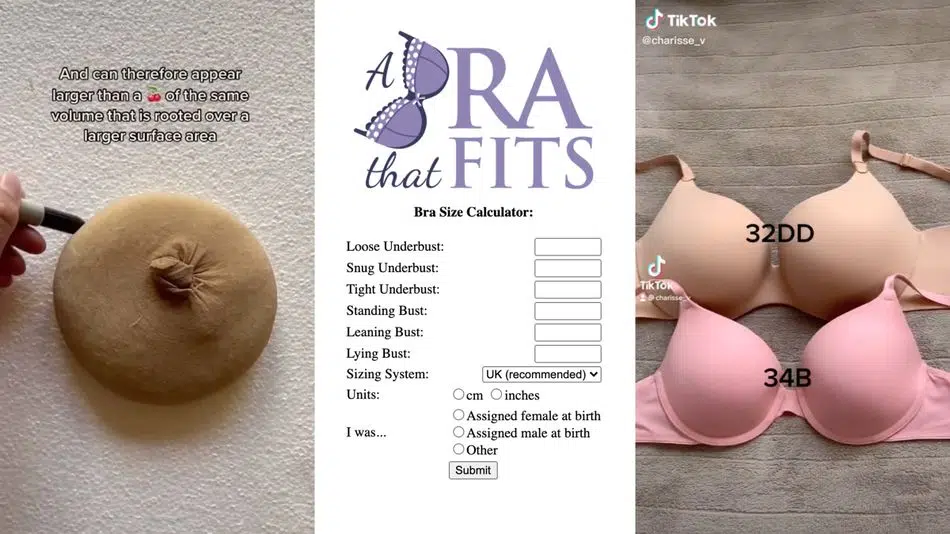 And can therefore appear
larger than a 🍒 of the same
volume that is rooted over a
larger surface area
A BRA
that FITS
Bra Size Calculator:
Loose Underbust:
Snug Underbust:
Tight Underbust:
Standing Bust:
Leaning Bust:
Lying Bust:
Sizing System: UK (recommended)
Units: cm inches
Assigned female at birth
I was... Assigned male at birth
Other
Submit
TikTok
@charisse_v
32DD
TikTok
@charisse_v
34B